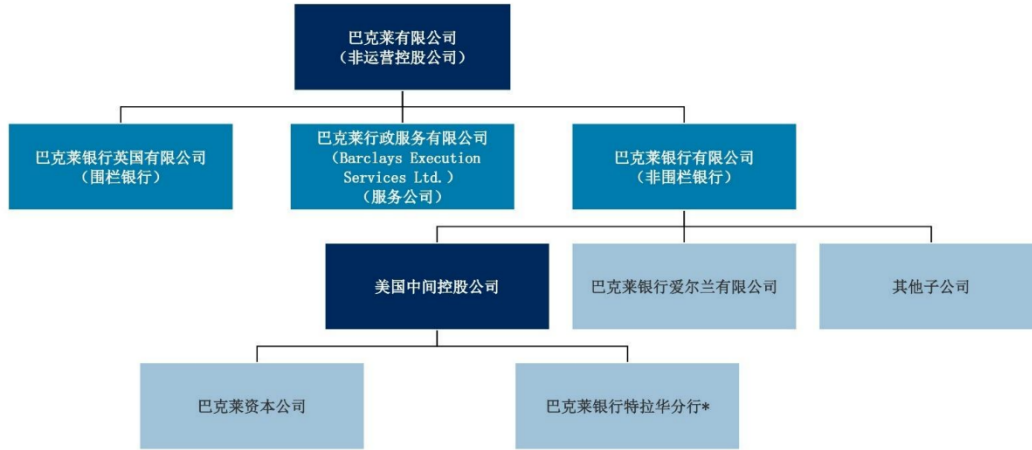 巴克莱有限公司
（非运营控股公司）
巴克莱银行英国有限公司
（围栏银行）
巴克莱行政服务有限公司
（Barclays Execution
Services Ltd.）
（服务公司）
巴克莱银行有限公司
（非围栏银行）
美国中间控股公司
巴克莱银行爱尔兰有限公司
其他子公司
巴克莱资本公司
巴克莱银行特拉华分行*